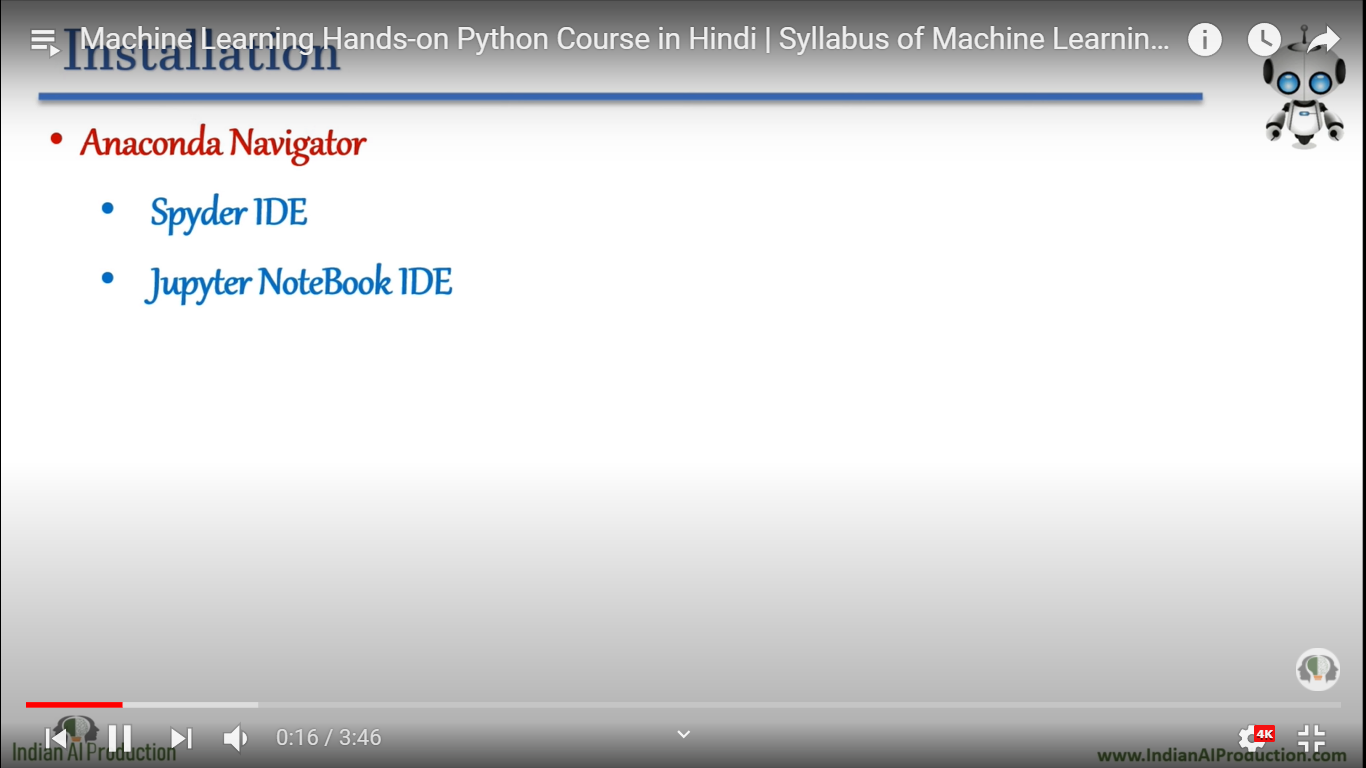 Machine Learning Hands-on Python Course in Hindi | Syllabus of Machine Learnin...
Installation
• Anaconda Navigator
• Spyder IDE
• Jupyter NoteBook IDE
0:16 / 3:46
4K
Indian AI Production
www.IndianAIProduction.com